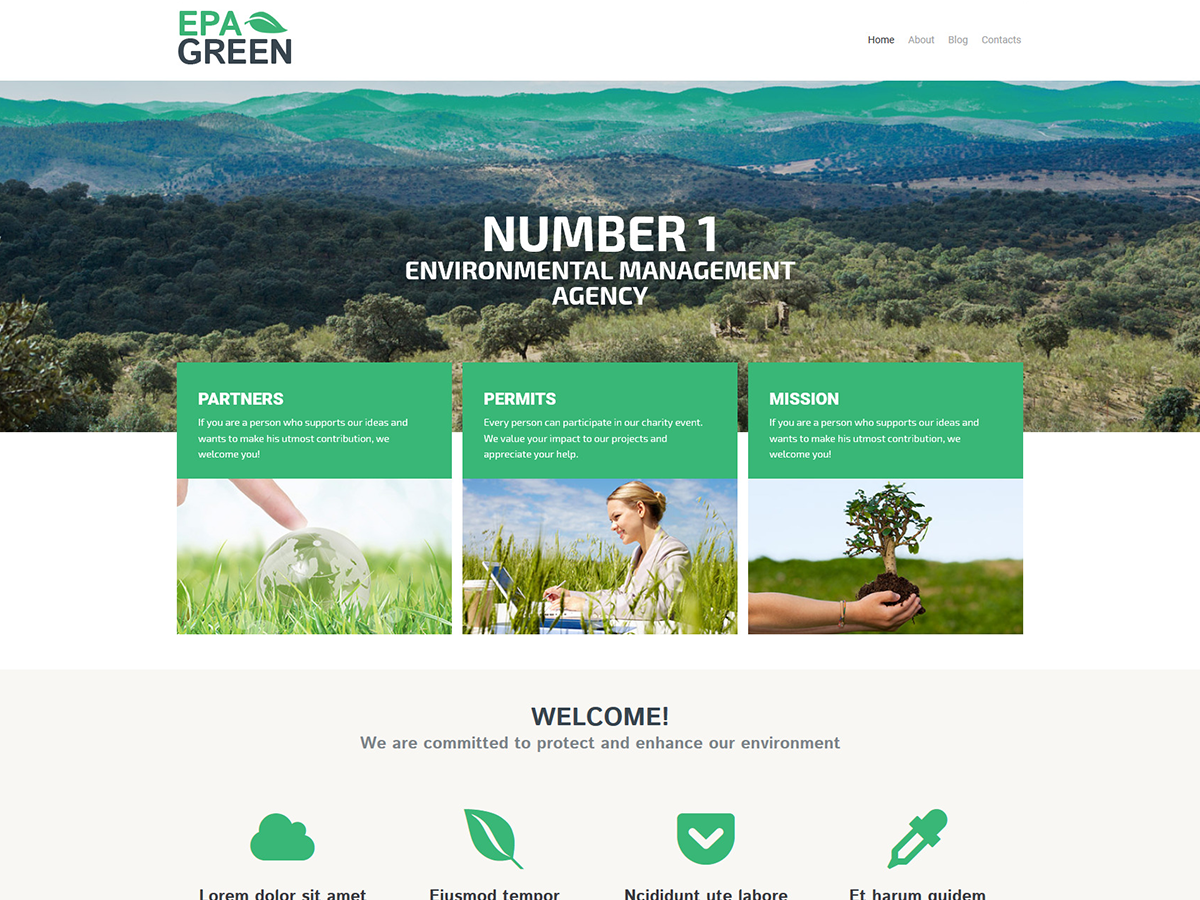 EPA
GREEN
Home About Blog Contacts
NUMBER 1
ENVIRONMENTAL MANAGEMENT
AGENCY
PARTNERS
If you are a person who supports our ideas and
wants to make his utmost contribution, we
welcome you!
PERMITS
Every person can participate in our charity event.
We value your impact to our projects and
appreciate your help.
MISSION
If you are a person who supports our ideas and
wants to make his utmost contribution, we
welcome you!
WELCOME!
We are committed to protect and enhance our environment
Lorem dolor sit amet
Eiusmod tempor
Ncididunt ute labore
Et harum quidem